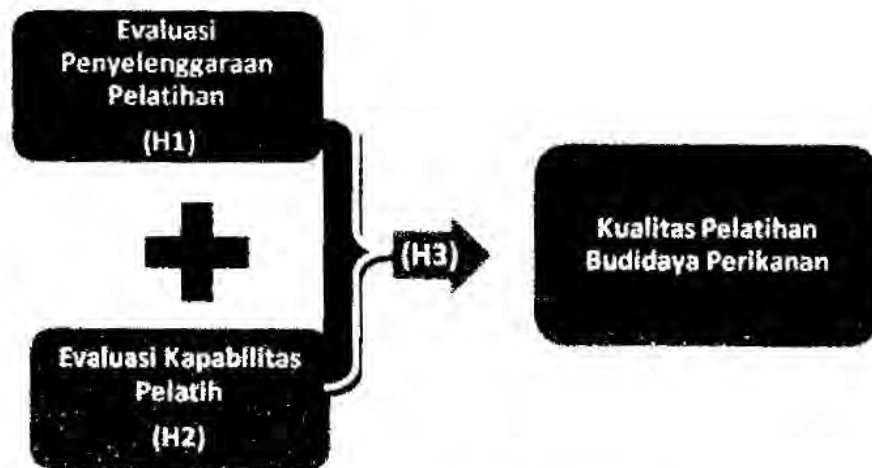 Evaluasi
Penyelenggaraan
Pelatihan
(H1)
(H3)
Kualitas Pelatihan
Budidaya Perikanan
Evaluasi Kapabilitas
Pelatih
(H2)